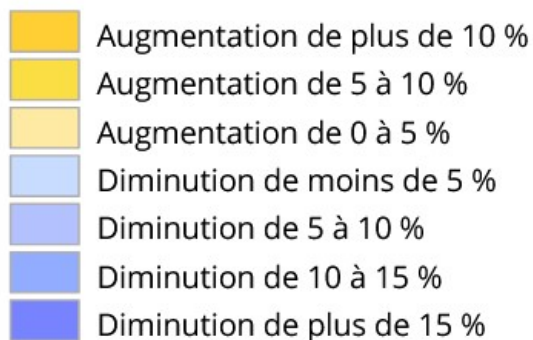 Augmentation de plus de 10 %
Augmentation de 5 à 10 %
Augmentation de 0 à 5 %
Diminution de moins de 5 %
Diminution de 5 à 10 %
Diminution de 10 à 15 %
Diminution de plus de 15 %